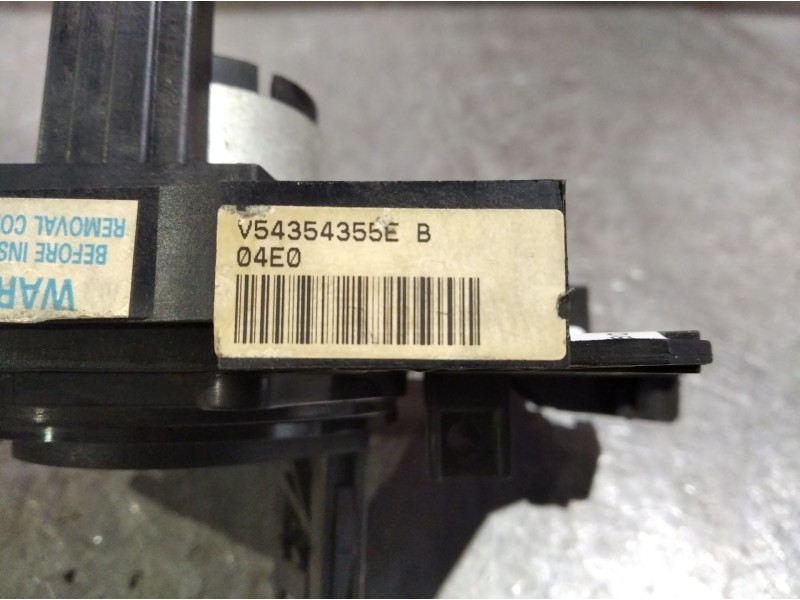 V54354355E B
04E0
REMOVAL CO
BEFORE INS
WAR